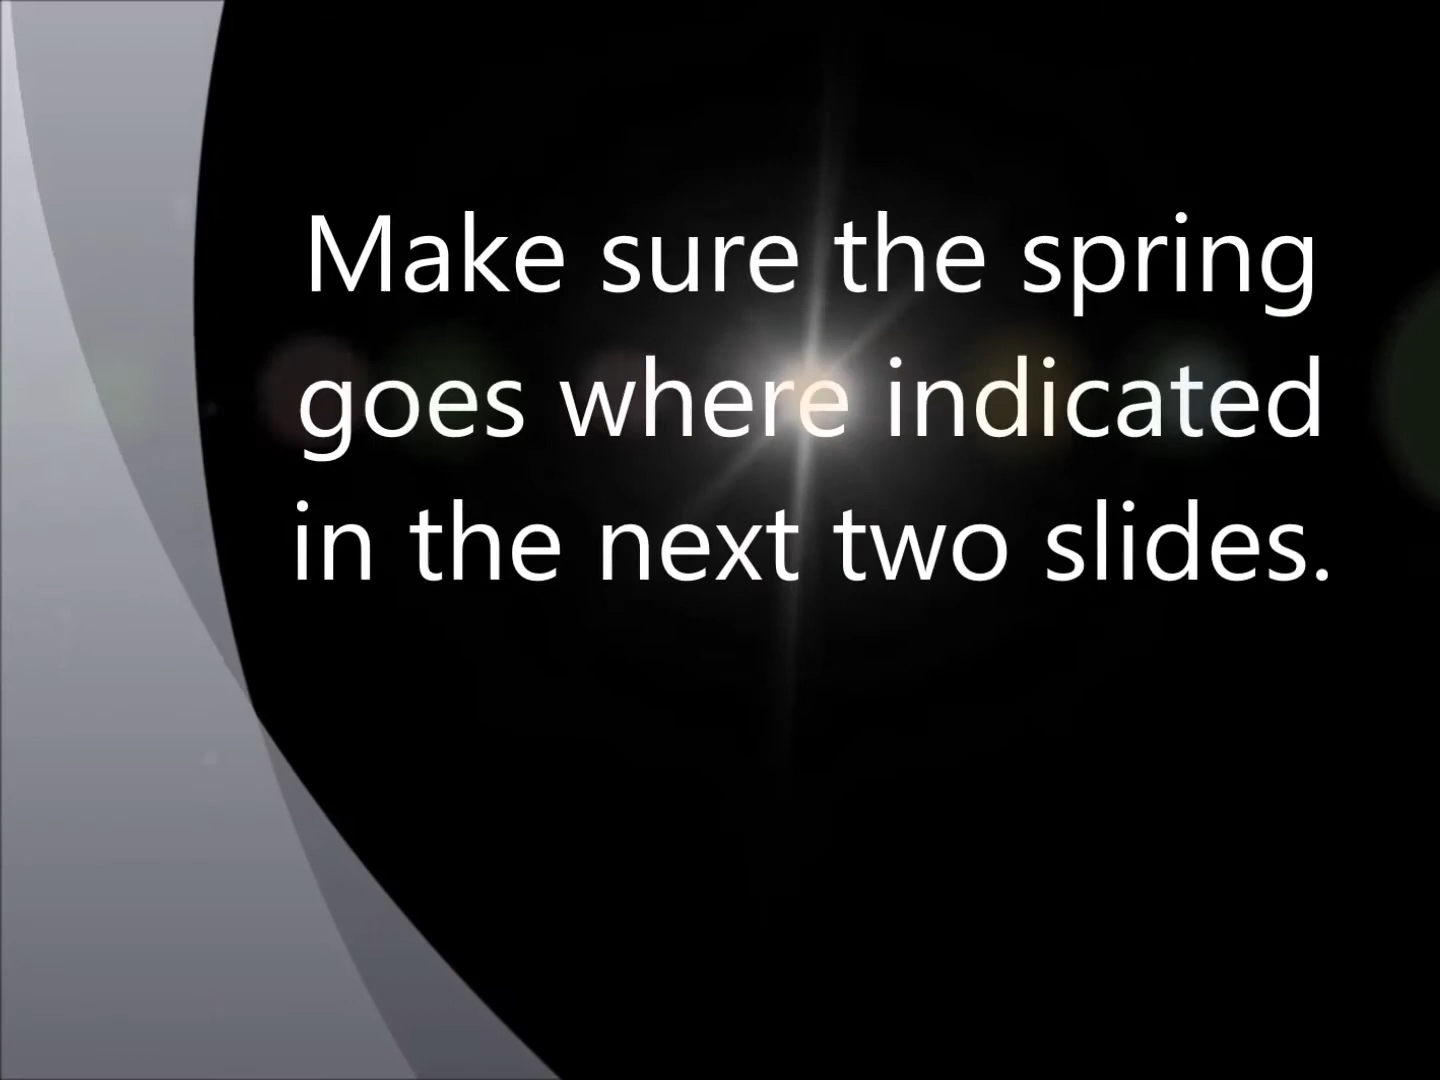 Make sure the spring
goes where indicated
in the next two slides.